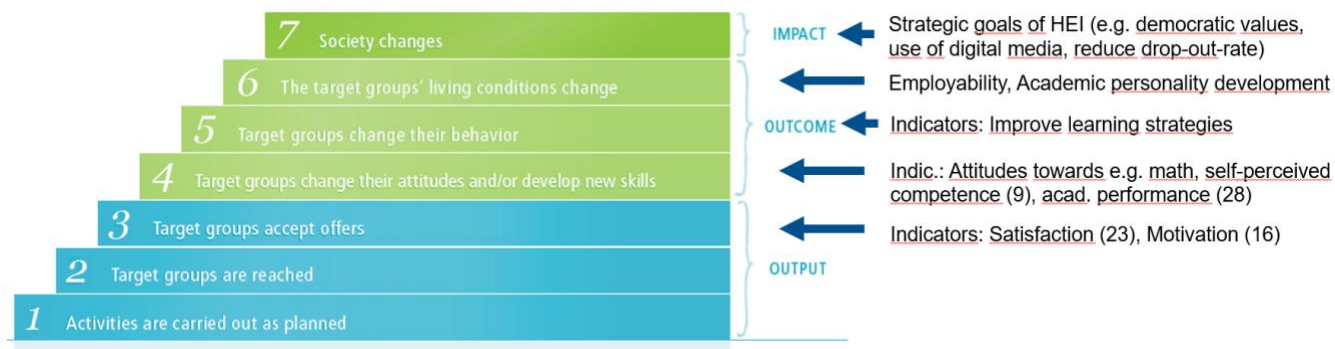 7 Society changes
IMPACT
Strategic goals of HEI (e.g. democratic values,
use of digital media, reduce drop-out-rate)
6 The target groups' living conditions change
Employability, Academic personality development
5 Target groups change their behavior
OUTCOME
Indicators: Improve learning strategies
4 Target groups change their attitudes and/or develop new skills
Indic.: Attitudes towards e.g. math, self-perceived
competence (9), acad. performance (28)
3 Target groups accept offers
Indicators: Satisfaction (23), Motivation (16)
2 Target groups are reached
OUTPUT
1 Activities are carried out as planned